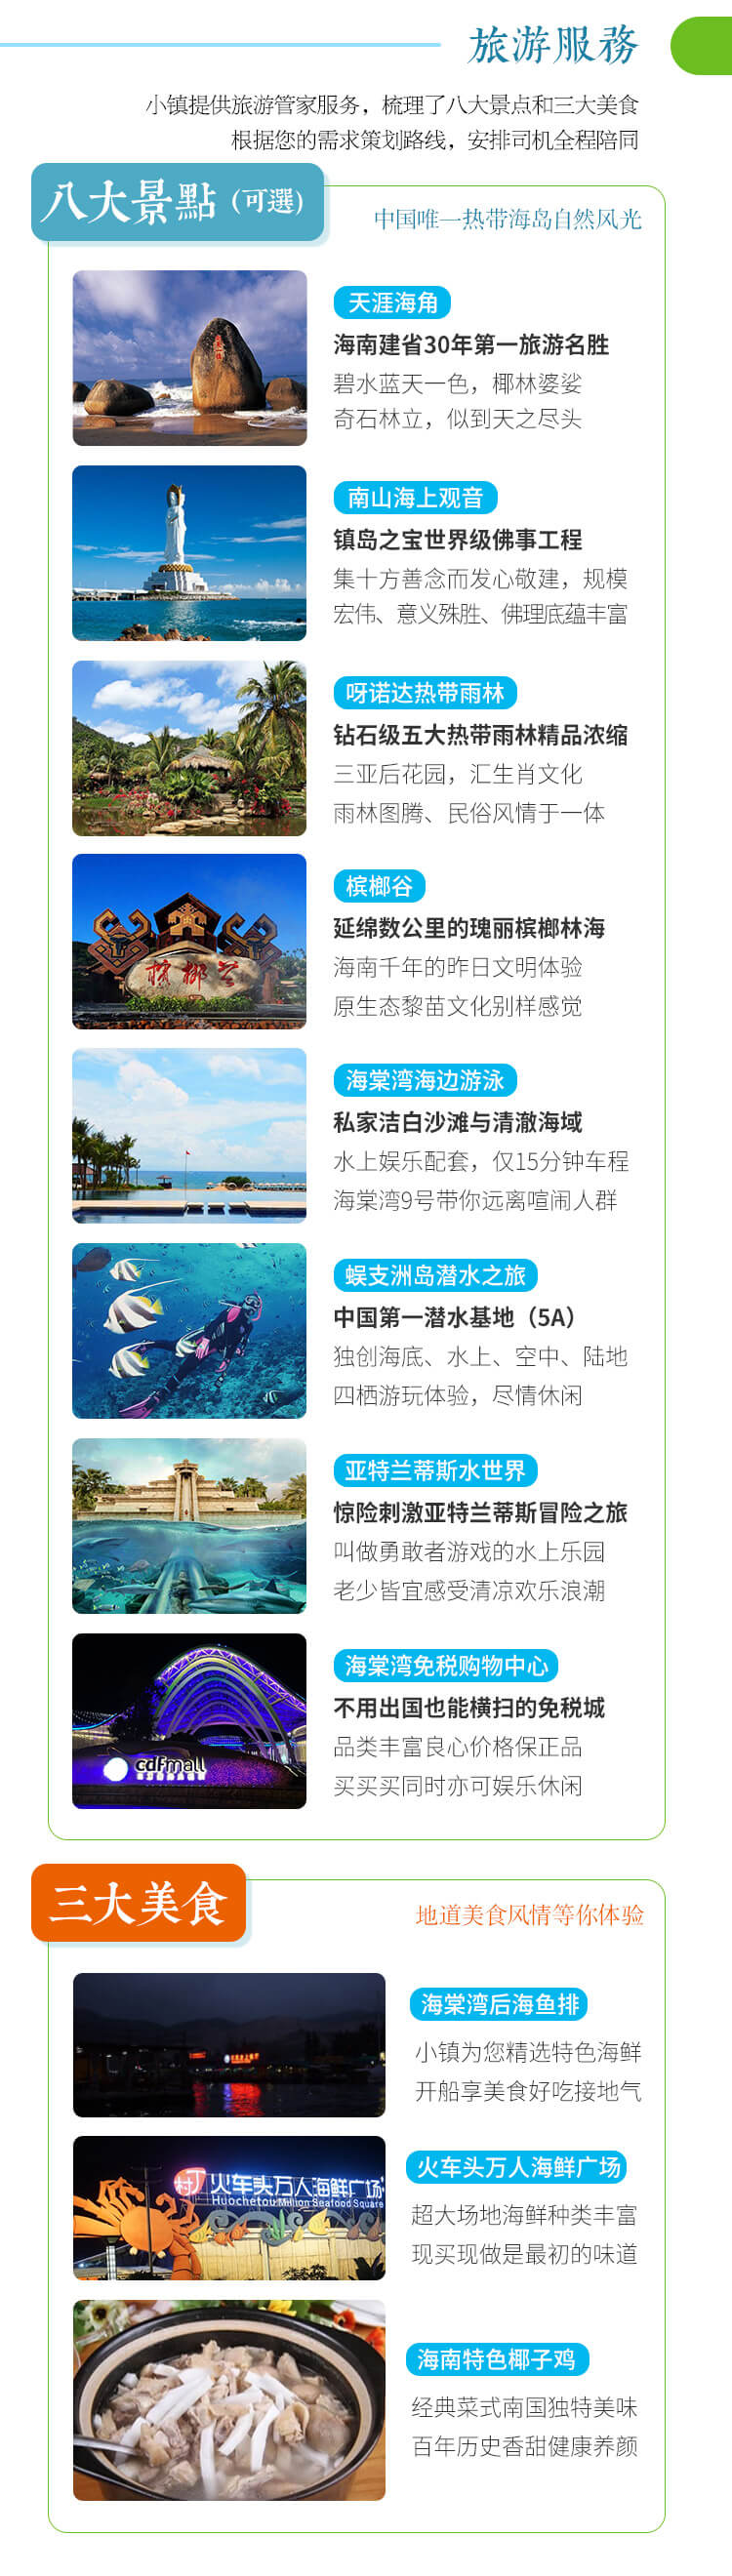 旅游服務
小镇提供旅游管家服务，梳理了八大景点和三大美食
根据您的需求策划路线，安排司机全程陪同
八大景點（可選）
中国唯一热带海岛自然风光
天涯海角
海南建省30年第一旅游名胜
碧水蓝天一色，椰林婆娑
奇石林立，似到天之尽头
南山海上观音
镇岛之宝世界级佛事工程
集十方善念而发心敬建，规模
宏伟、意义殊胜、佛理底蕴丰富
呀诺达热带雨林
钻石级五大热带雨林精品浓缩
三亚后花园，汇生肖文化
雨林图腾、民俗风情于一体
槟榔谷
槟榔谷
延绵数公里的瑰丽槟榔林海
海南千年的昨日文明体验
原生态黎苗文化别样感觉
海棠湾海边游泳
私家洁白沙滩与清澈海域
水上娱乐配套，仅15分钟车程
海棠湾9号带你远离喧闹人群
蜈支洲岛潜水之旅
中国第一潜水基地（5A）
独创海底、水上、空中、陆地
四栖游玩体验，尽情休闲
亚特兰蒂斯水世界
惊险刺激亚特兰蒂斯冒险之旅
叫做勇敢者游戏的水上乐园
老少皆宜感受清凉欢乐浪潮
cdfmall
海棠湾免税购物中心
不用出国也能横扫的免税城
品类丰富良心价格保正品
买买买同时亦可娱乐休闲
三大美食
地道美食风情等你体验
海棠湾后海鱼排
小镇为您精选特色海鲜
开船享美食好吃接地气
火车头万人海鲜广场
Huochetou Million Seafood Square
火车头万人海鲜广场
超大场地海鲜种类丰富
现买现做是最初的味道
海南特色椰子鸡
经典菜式南国独特美味
百年历史香甜健康养颜